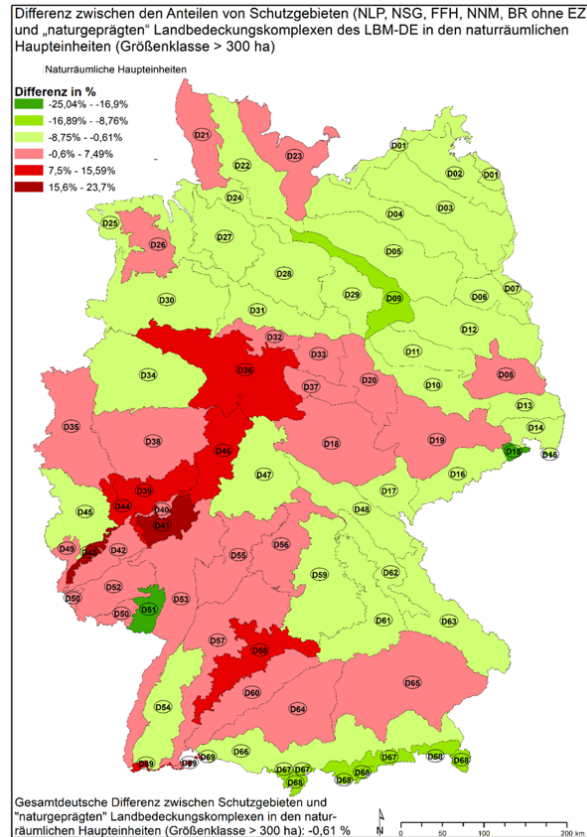 Differenz zwischen den Anteilen von Schutzgebieten (NLP, NSG, FFH, NNM, BR ohne EZ)
und „naturgeprägten“ Landbedeckungskomplexen des LBM-DE in den naturräumlichen
Haupteinheiten (Größenklasse > 300 ha)
Naturräumliche Haupteinheiten
Differenz in %
-25,04% - -16,9%
-16,89% - -8,76%
-8,75% - -0,61%
-0,6% - 7,49%
7,5% - 15,59%
15,6% - 23,7%
D21
D23
D22
D01
D02
D01
D24
D03
D25
D04
D26
D27
D05
D28
D07
D30
D29
D09
D06
D31
D12
D32
D11
D33
D36
D34
D08
D37
D20
D10
D13
D35
D38
D18
D19
D14
D46
D15
D15
D47
D16
D39
D17
D44
D48
D40
D45
D41
D49
D42
D43
D55
D56
D59
D62
D52
D50
D53
D50
D51
D61
D63
D57
D58
D65
D60
D54
D64
D66
D69
D69
D69
D67
D67
D67
D68
D68
D68
D68
D68
Gesamtdeutsche Differenz zwischen Schutzgebieten und
"naturgeprägten" Landbedeckungskomplexen in den natur-
räumlichen Haupteinheiten (Größenklasse > 300 ha): -0,61 %
N
0 50 100 200 km